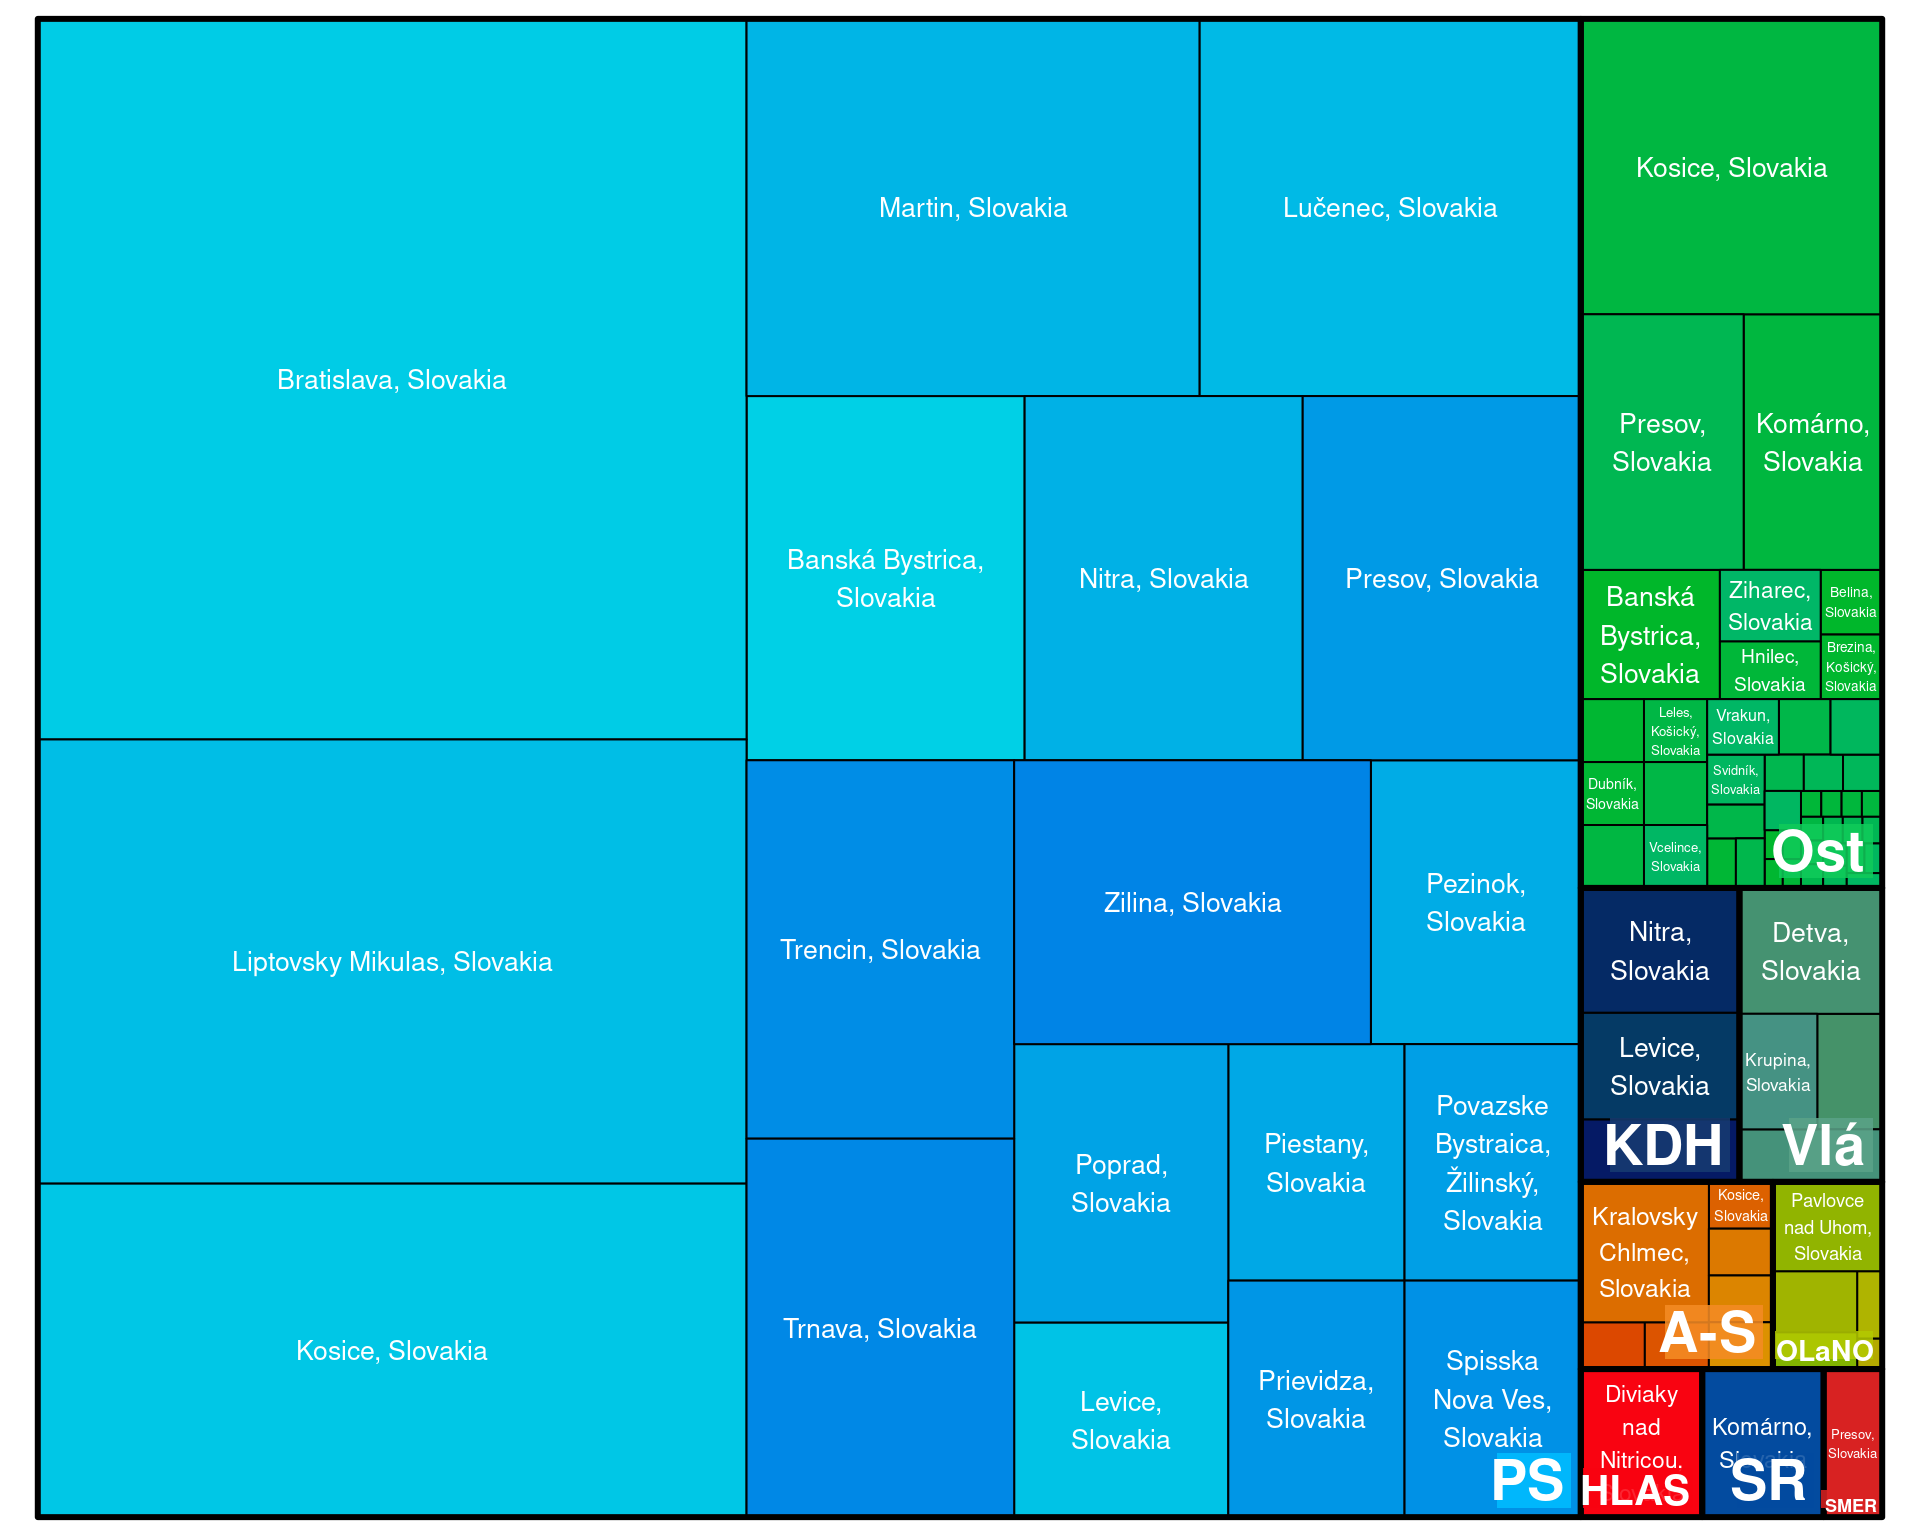 Bratislava, Slovakia
Liptovsky Mikulas, Slovakia
Kosice, Slovakia
Martin, Slovakia
Lučenec, Slovakia
Banská Bystrica,
Slovakia
Nitra, Slovakia
Presov, Slovakia
Trencin, Slovakia
Trnava, Slovakia
Zilina, Slovakia
Pezinok,
Slovakia
Poprad,
Slovakia
Levice,
Slovakia
Piestany,
Slovakia
Povazske
Bystraica,
Žilinský,
Slovakia
Prievidza,
Slovakia
Spisska
Nova Ves,
Slovakia
PS
Kosice, Slovakia
Presov,
Slovakia
Komárno,
Slovakia
Banská
Bystrica,
Slovakia
Ziharec,
Slovakia
Hnilec,
Slovakia
Belina,
Slovakia
Brezina,
Košický,
Slovakia
Leles,
Košický,
Slovakia
Vrakun,
Slovakia
Dubník,
Slovakia
Svidník,
Slovakia
Vcelince,
Slovakia
Ost
Nitra,
Slovakia
Levice,
Slovakia
KDH
Detva,
Slovakia
Krupina,
Slovakia
Vlá
Kralovsky
Chlmec,
Slovakia
Kosice,
Slovakia
A-S
Pavlovce
nad Uhom,
Slovakia
OLaNO
Diviaky
nad
Nitricou.
HLAS
Komárno,
Slovakia
SR
Presov,
Slovakia
SMER